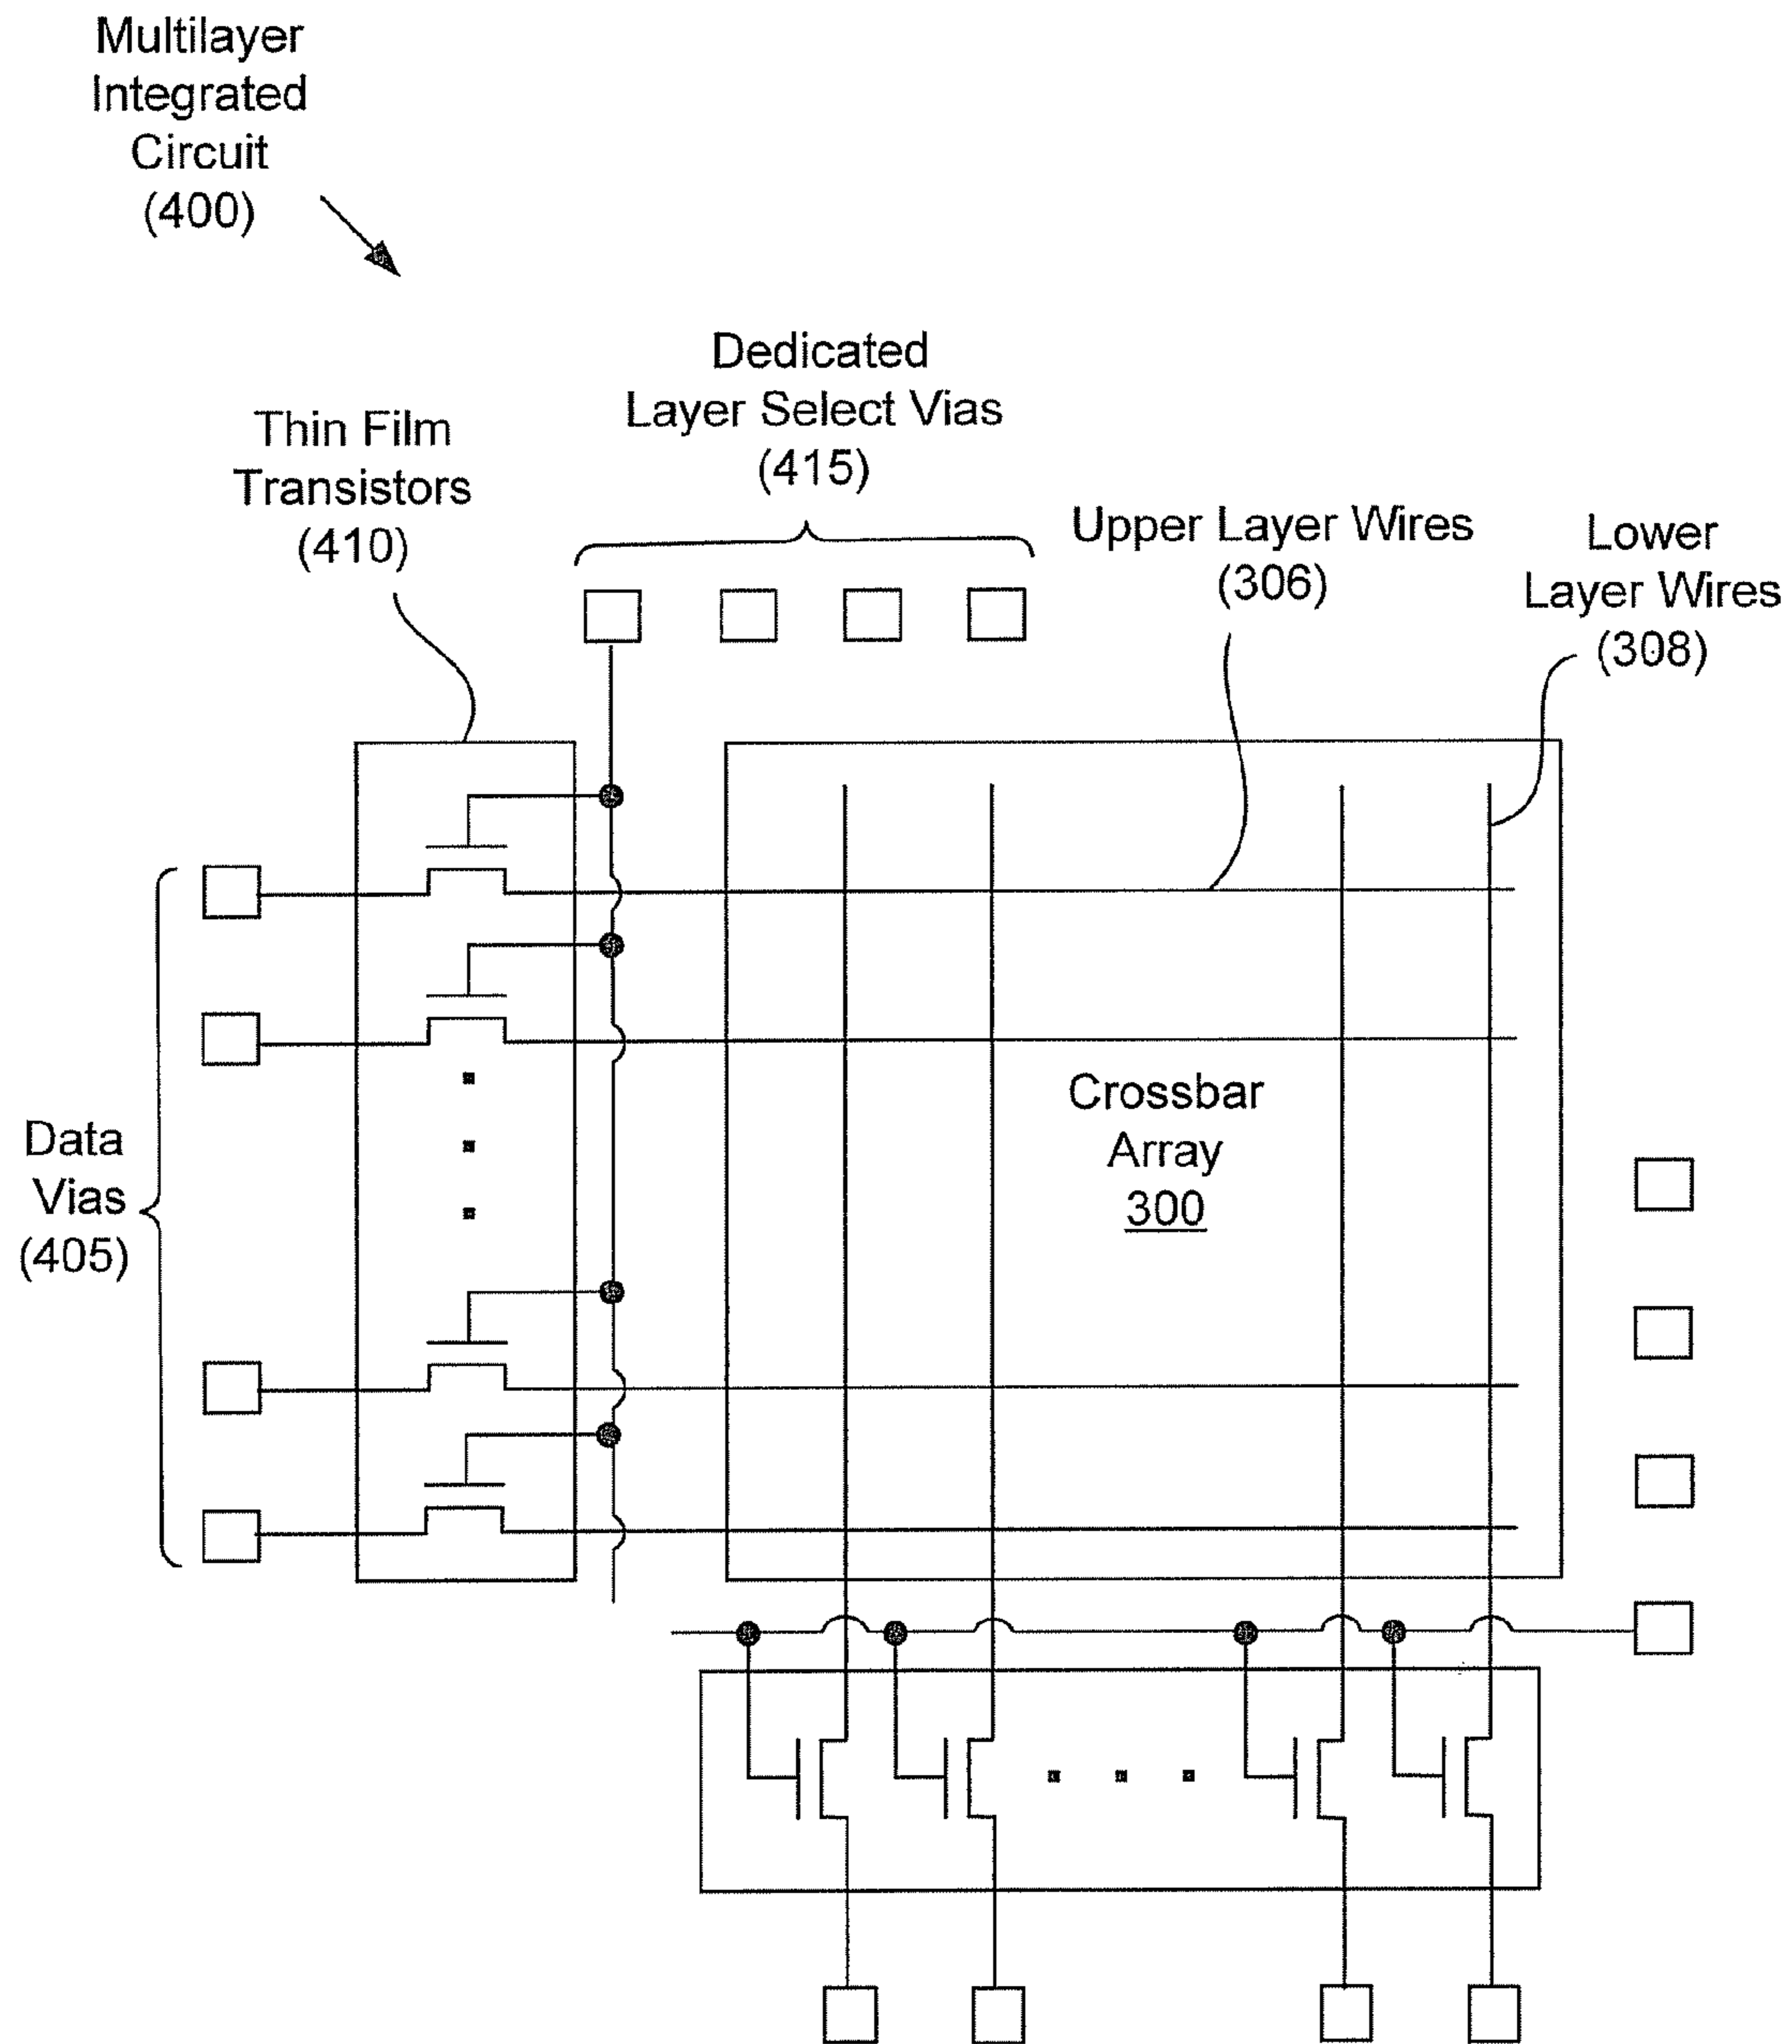 Multilayer
Integrated
Circuit
(400)
Dedicated
Layer Select Vias
(415)
Thin Film
Transistors
(410)
Upper Layer Wires
(306)
Lower
Layer Wires
(308)
Crossbar
Array
300
Data
Vias
(405)